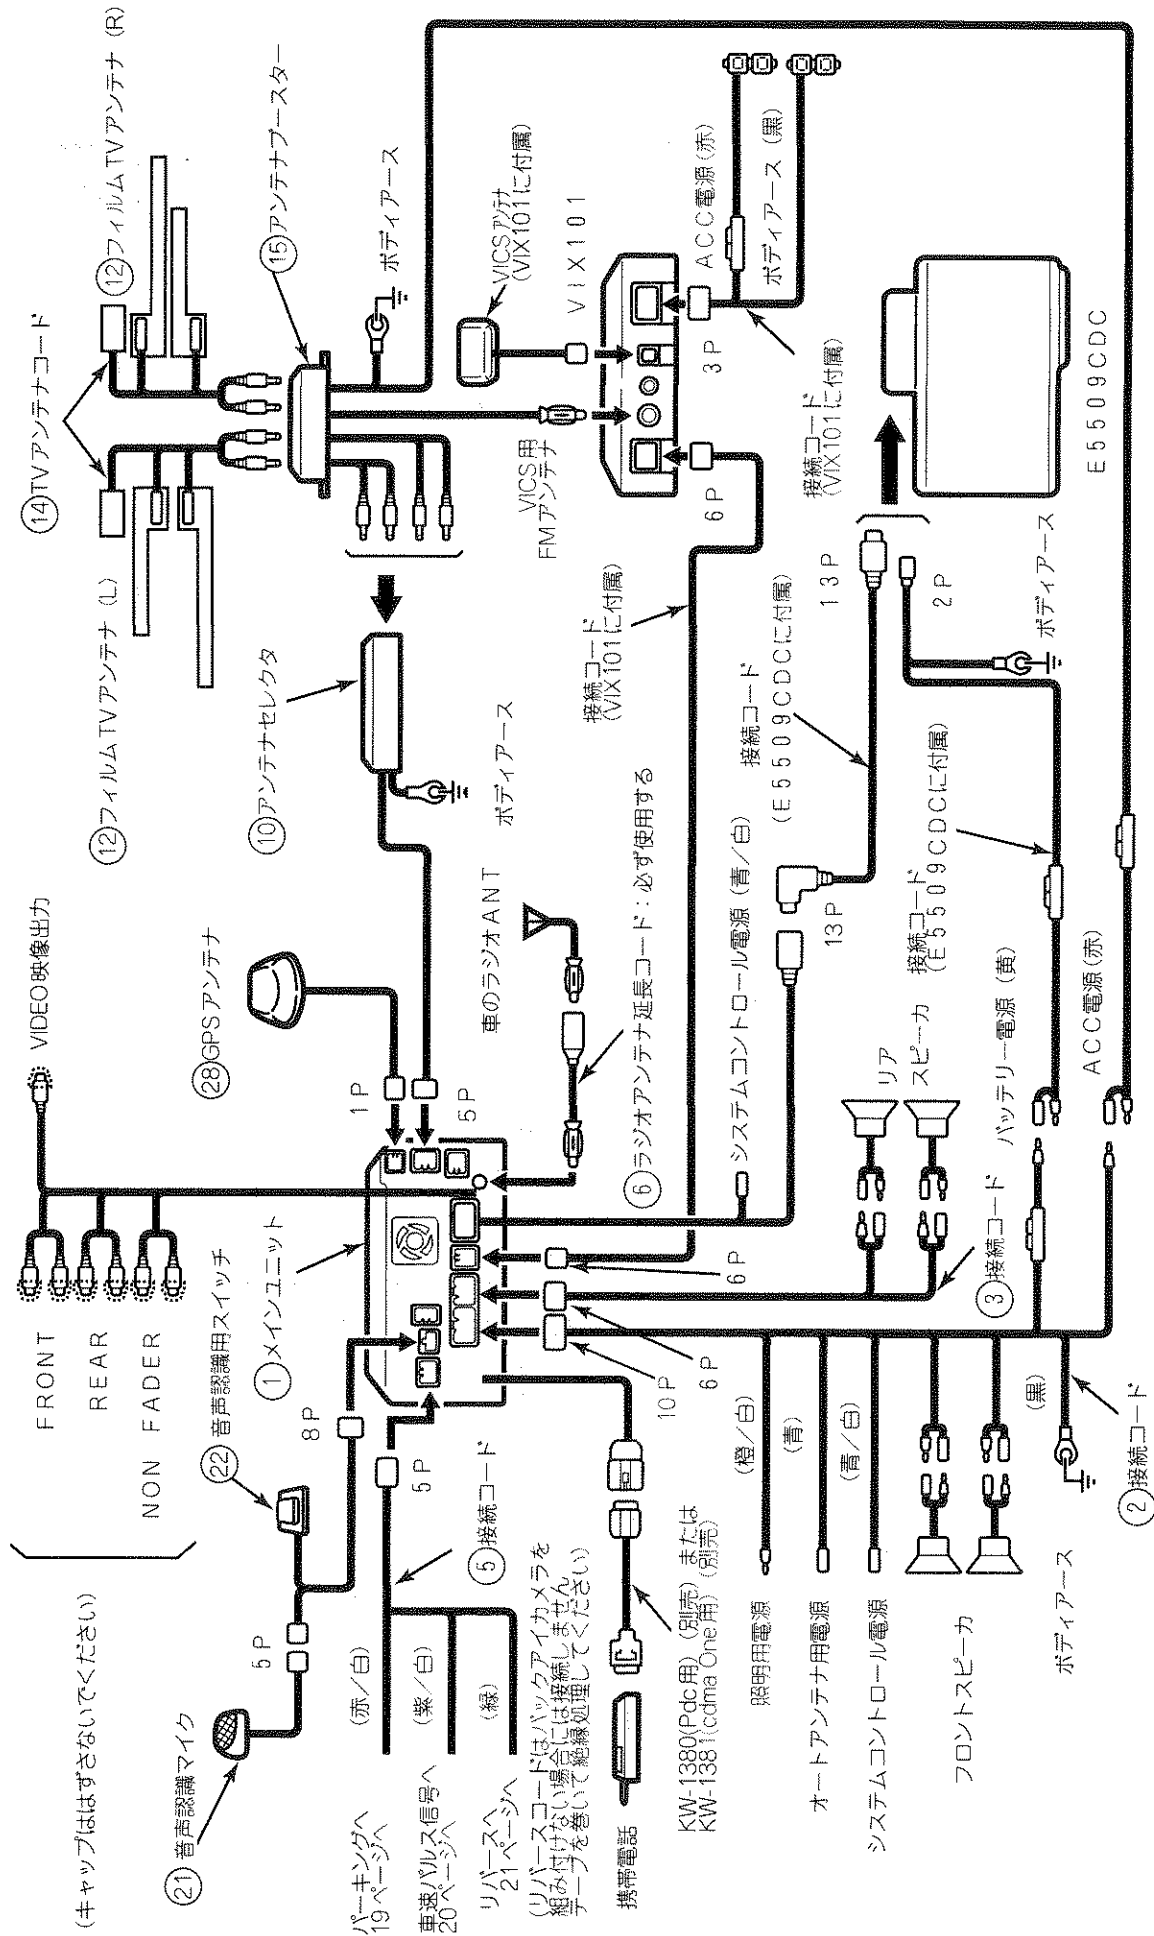 (キャップははずさないでください)
FRONT
REAR
NON FADER
VIDEO映像出力
⑫フィルムTVアンテナ (L)
⑭TVアンテナコード
⑫フィルムTVアンテナ (R)
⑮アンテナブースター
ボディアース
⑩アンテナセレクタ
ボディアース
㉘GPSアンテナ
1P
5P
車のラジオANT
⑥ラジオアンテナ延長コード：必ず使用する
VICS用
FMアンテナ
VICSアンテナ
(VIX101に付属)
VIX101
6P
3P
ACC電源(赤)
ボディアース (黒)
接続コード
(VIX101に付属)
接続コード
(VIX101に付属)
㉑音声認識マイク
5P
㉒音声認識用スイッチ
8P
①メインユニット
パーキングへ
19ページへ
(赤/白)
車速パルス信号へ
20ページへ
(紫/白)
リバースへ
21ページへ
(緑)
(リバースコードはバックアイカメラを
組み付けない場合には接続しません
テープを巻いて絶縁処理してください)
5P
⑤接続コード
携帯電話
KW-1380(Pdc用) (別売) または
KW-1381(cdma One用) (別売)
10P
6P
6P
システムコントロール電源 (青/白)
13P
接続コード
(E5509CDCに付属)
13P
2P
ボディアース
E5509CDC
照明用電源
(橙/白)
オートアンテナ用電源
(青)
システムコントロール電源
(青/白)
フロントスピーカ
ボディアース
(黒)
②接続コード
③接続コード
リア
スピーカ
バッテリー電源 (黄)
接続コード
(E5509CDCに付属)
ACC電源(赤)